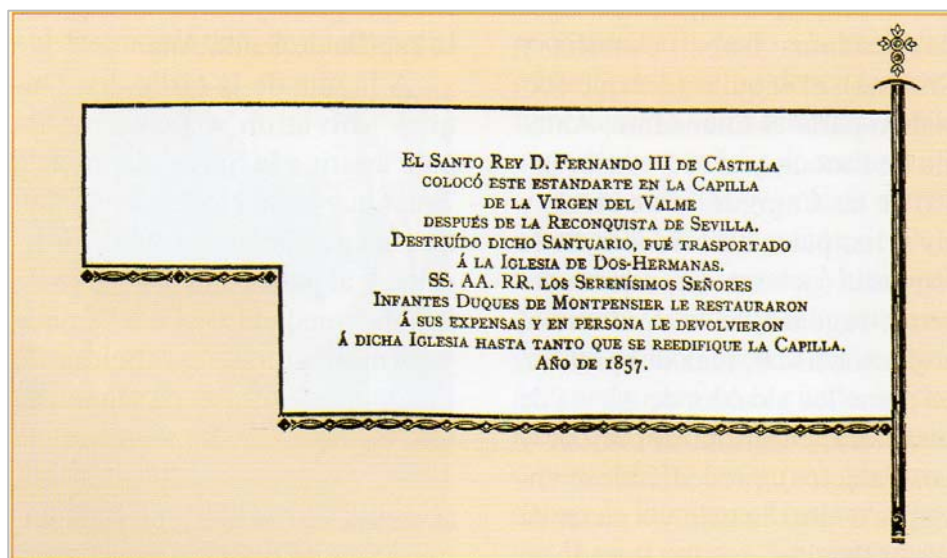 EL SANTO REY D. FERNANDO III DE CASTILLA
COLOCÓ ESTE ESTANDARTE EN LA CAPILLA
DE LA VIRGEN DEL VALME
DESPUÉS DE LA RECONQUISTA DE SEVILLA.
DESTRUÍDO DICHO SANTUARIO, FUÉ TRASPORTADO
Á LA IGLESIA DE DOS-HERMANAS.
SS. AA. RR. LOS SERENÍSIMOS SEÑORES
INFANTES DUQUES DE MONTPENSIER LE RESTAURARON
Á SUS EXPENSAS Y EN PERSONA LE DEVOLVIERON
Á DICHA IGLESIA HASTA TANTO QUE SE REEDIFIQUE LA CAPILLA.
AÑO DE 1857.